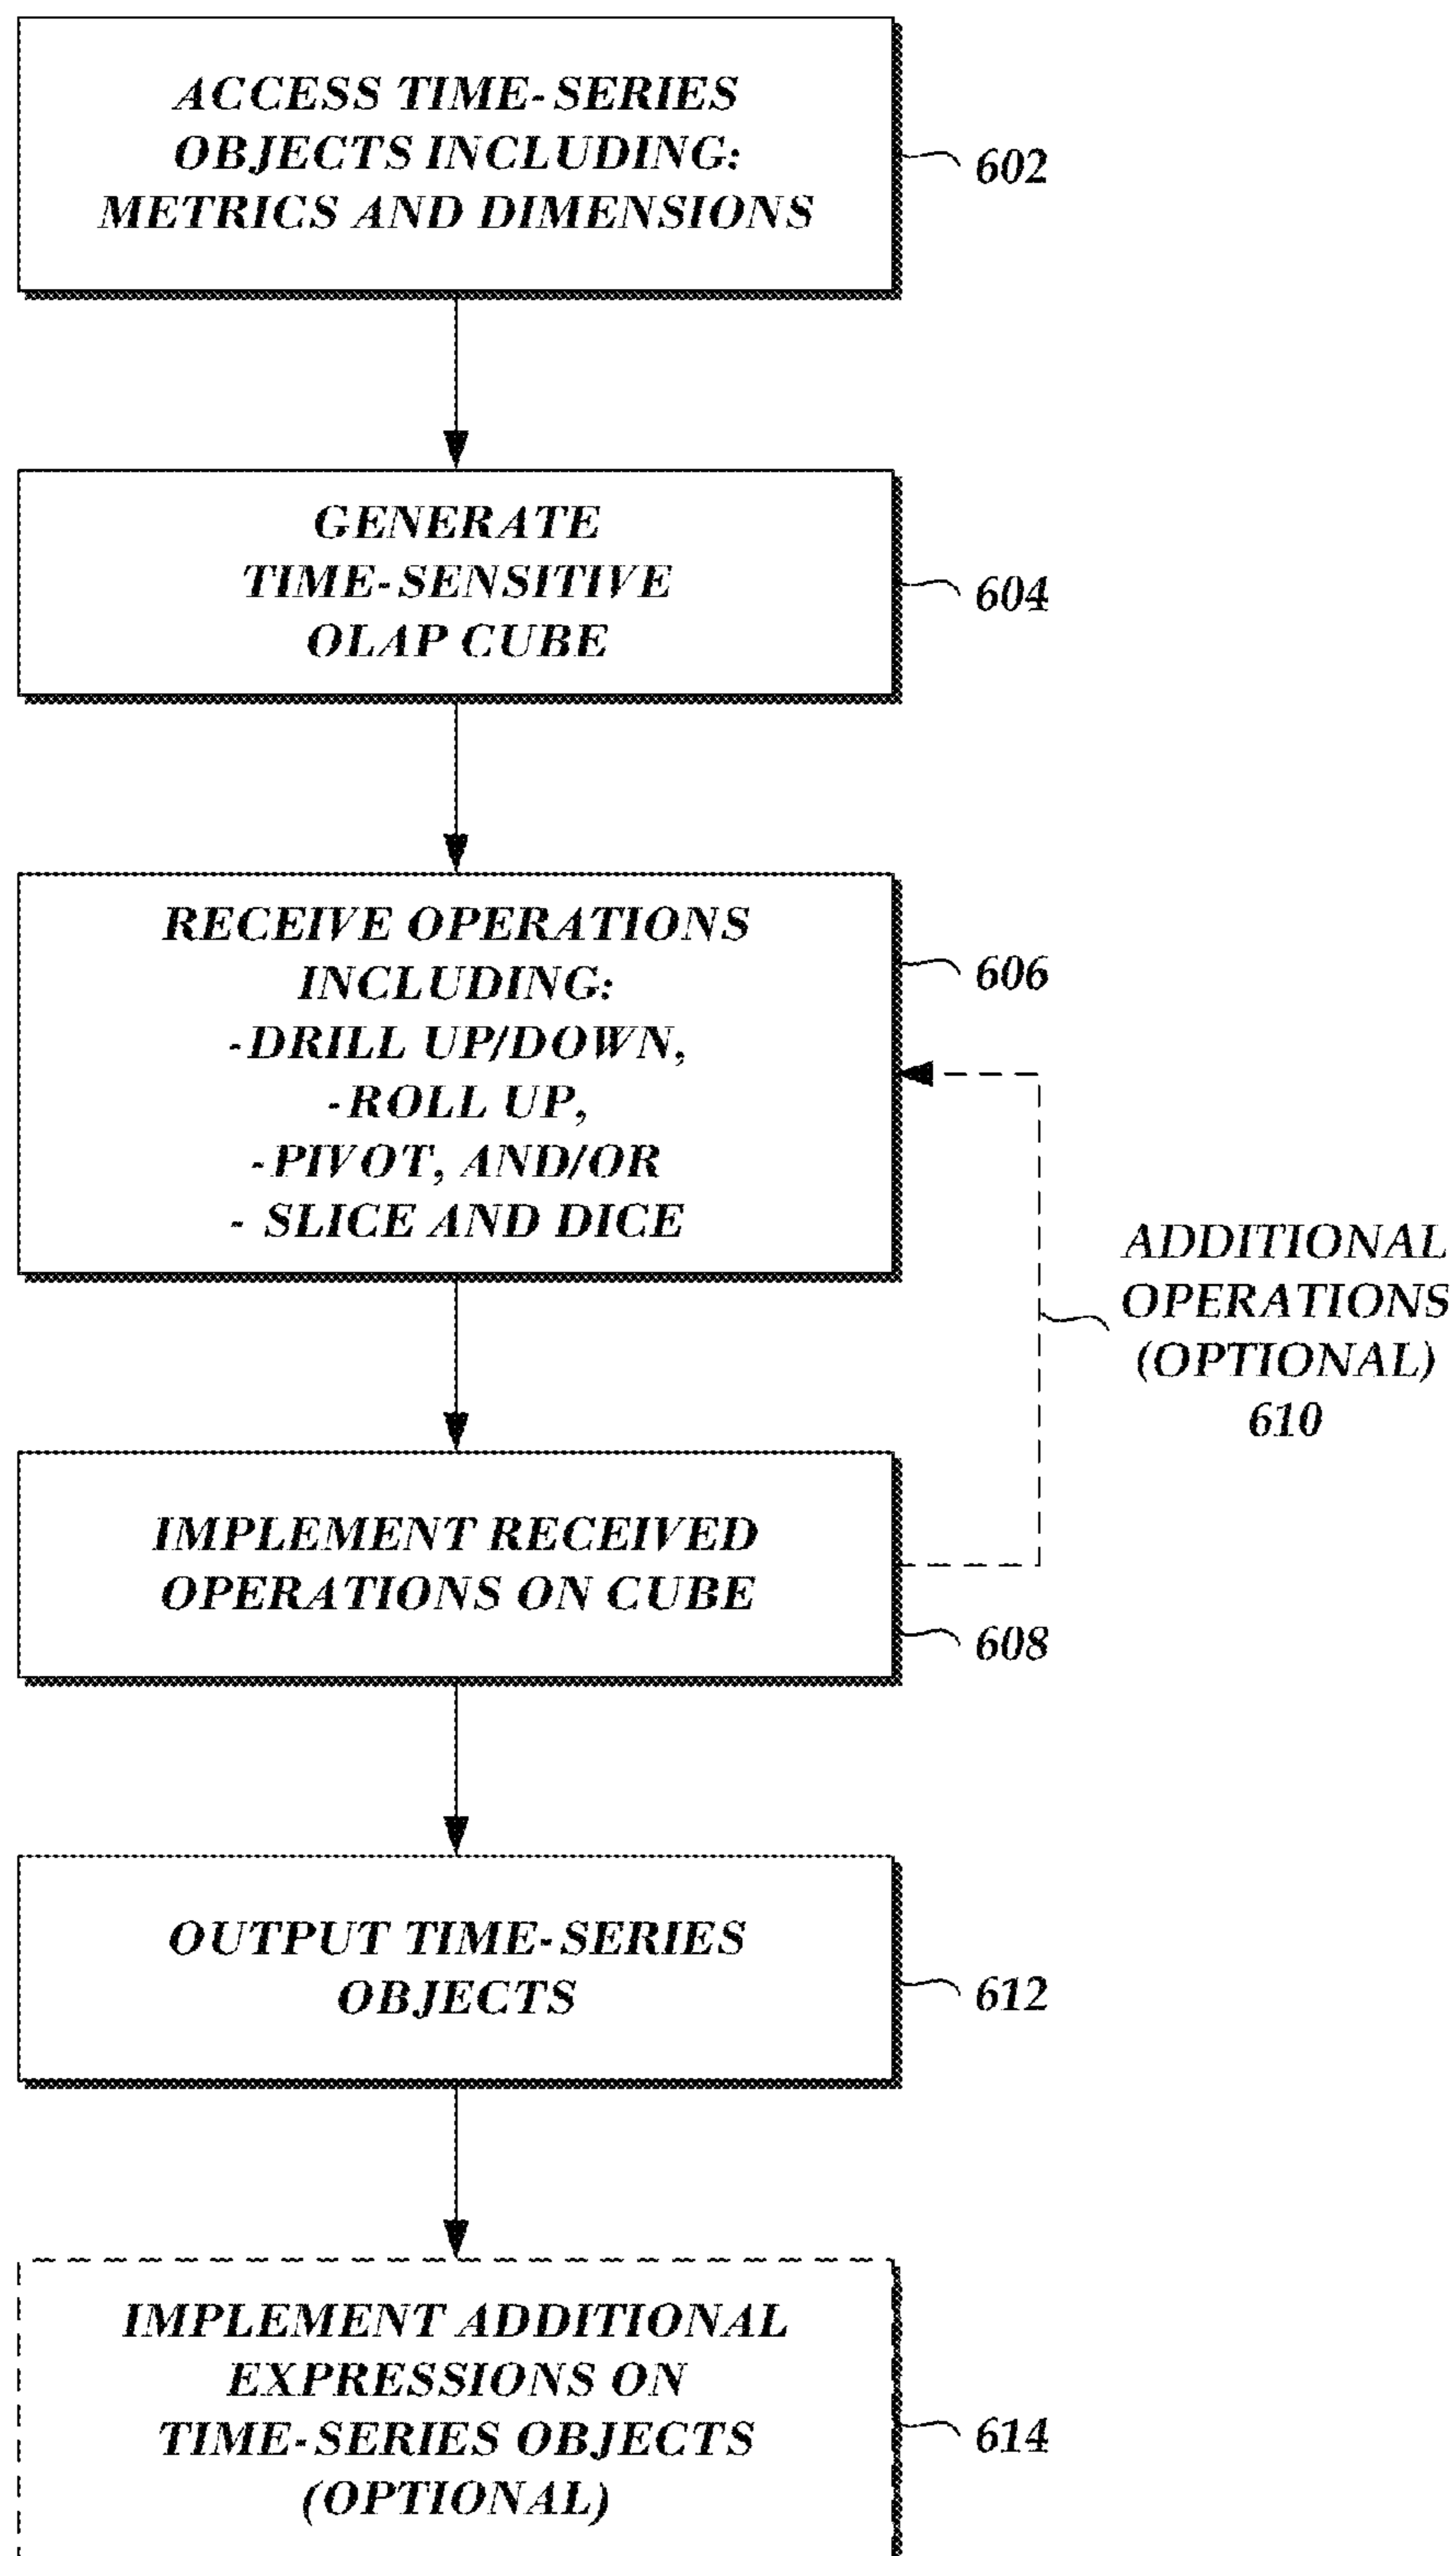 ACCESS TIME-SERIES
OBJECTS INCLUDING:
METRICS AND DIMENSIONS
602
GENERATE
TIME-SENSITIVE
OLAP CUBE
604
RECEIVE OPERATIONS
INCLUDING:
-DRILL UP/DOWN,
-ROLL UP,
-PIVOT, AND/OR
- SLICE AND DICE
606
ADDITIONAL
OPERATIONS
(OPTIONAL)
610
IMPLEMENT RECEIVED
OPERATIONS ON CUBE
608
OUTPUT TIME-SERIES
OBJECTS
612
IMPLEMENT ADDITIONAL
EXPRESSIONS ON
TIME-SERIES OBJECTS
(OPTIONAL)
614